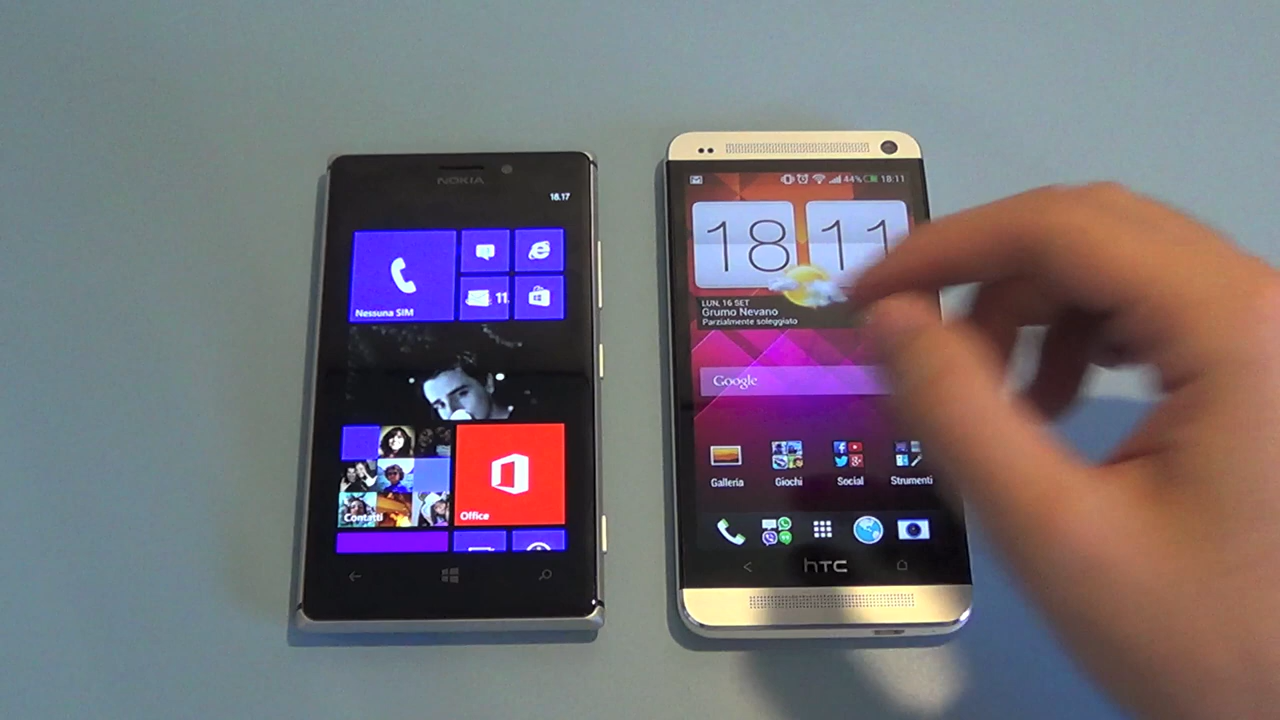 NOKIA
18.17
Nessuna SIM
11
Contatti
Office
44% 18:11
18 11
LUN, 16 SET
Grumo Nevano
Parzialmente soleggiato
Google
Galleria
Giochi
Social
Strumenti
hTC